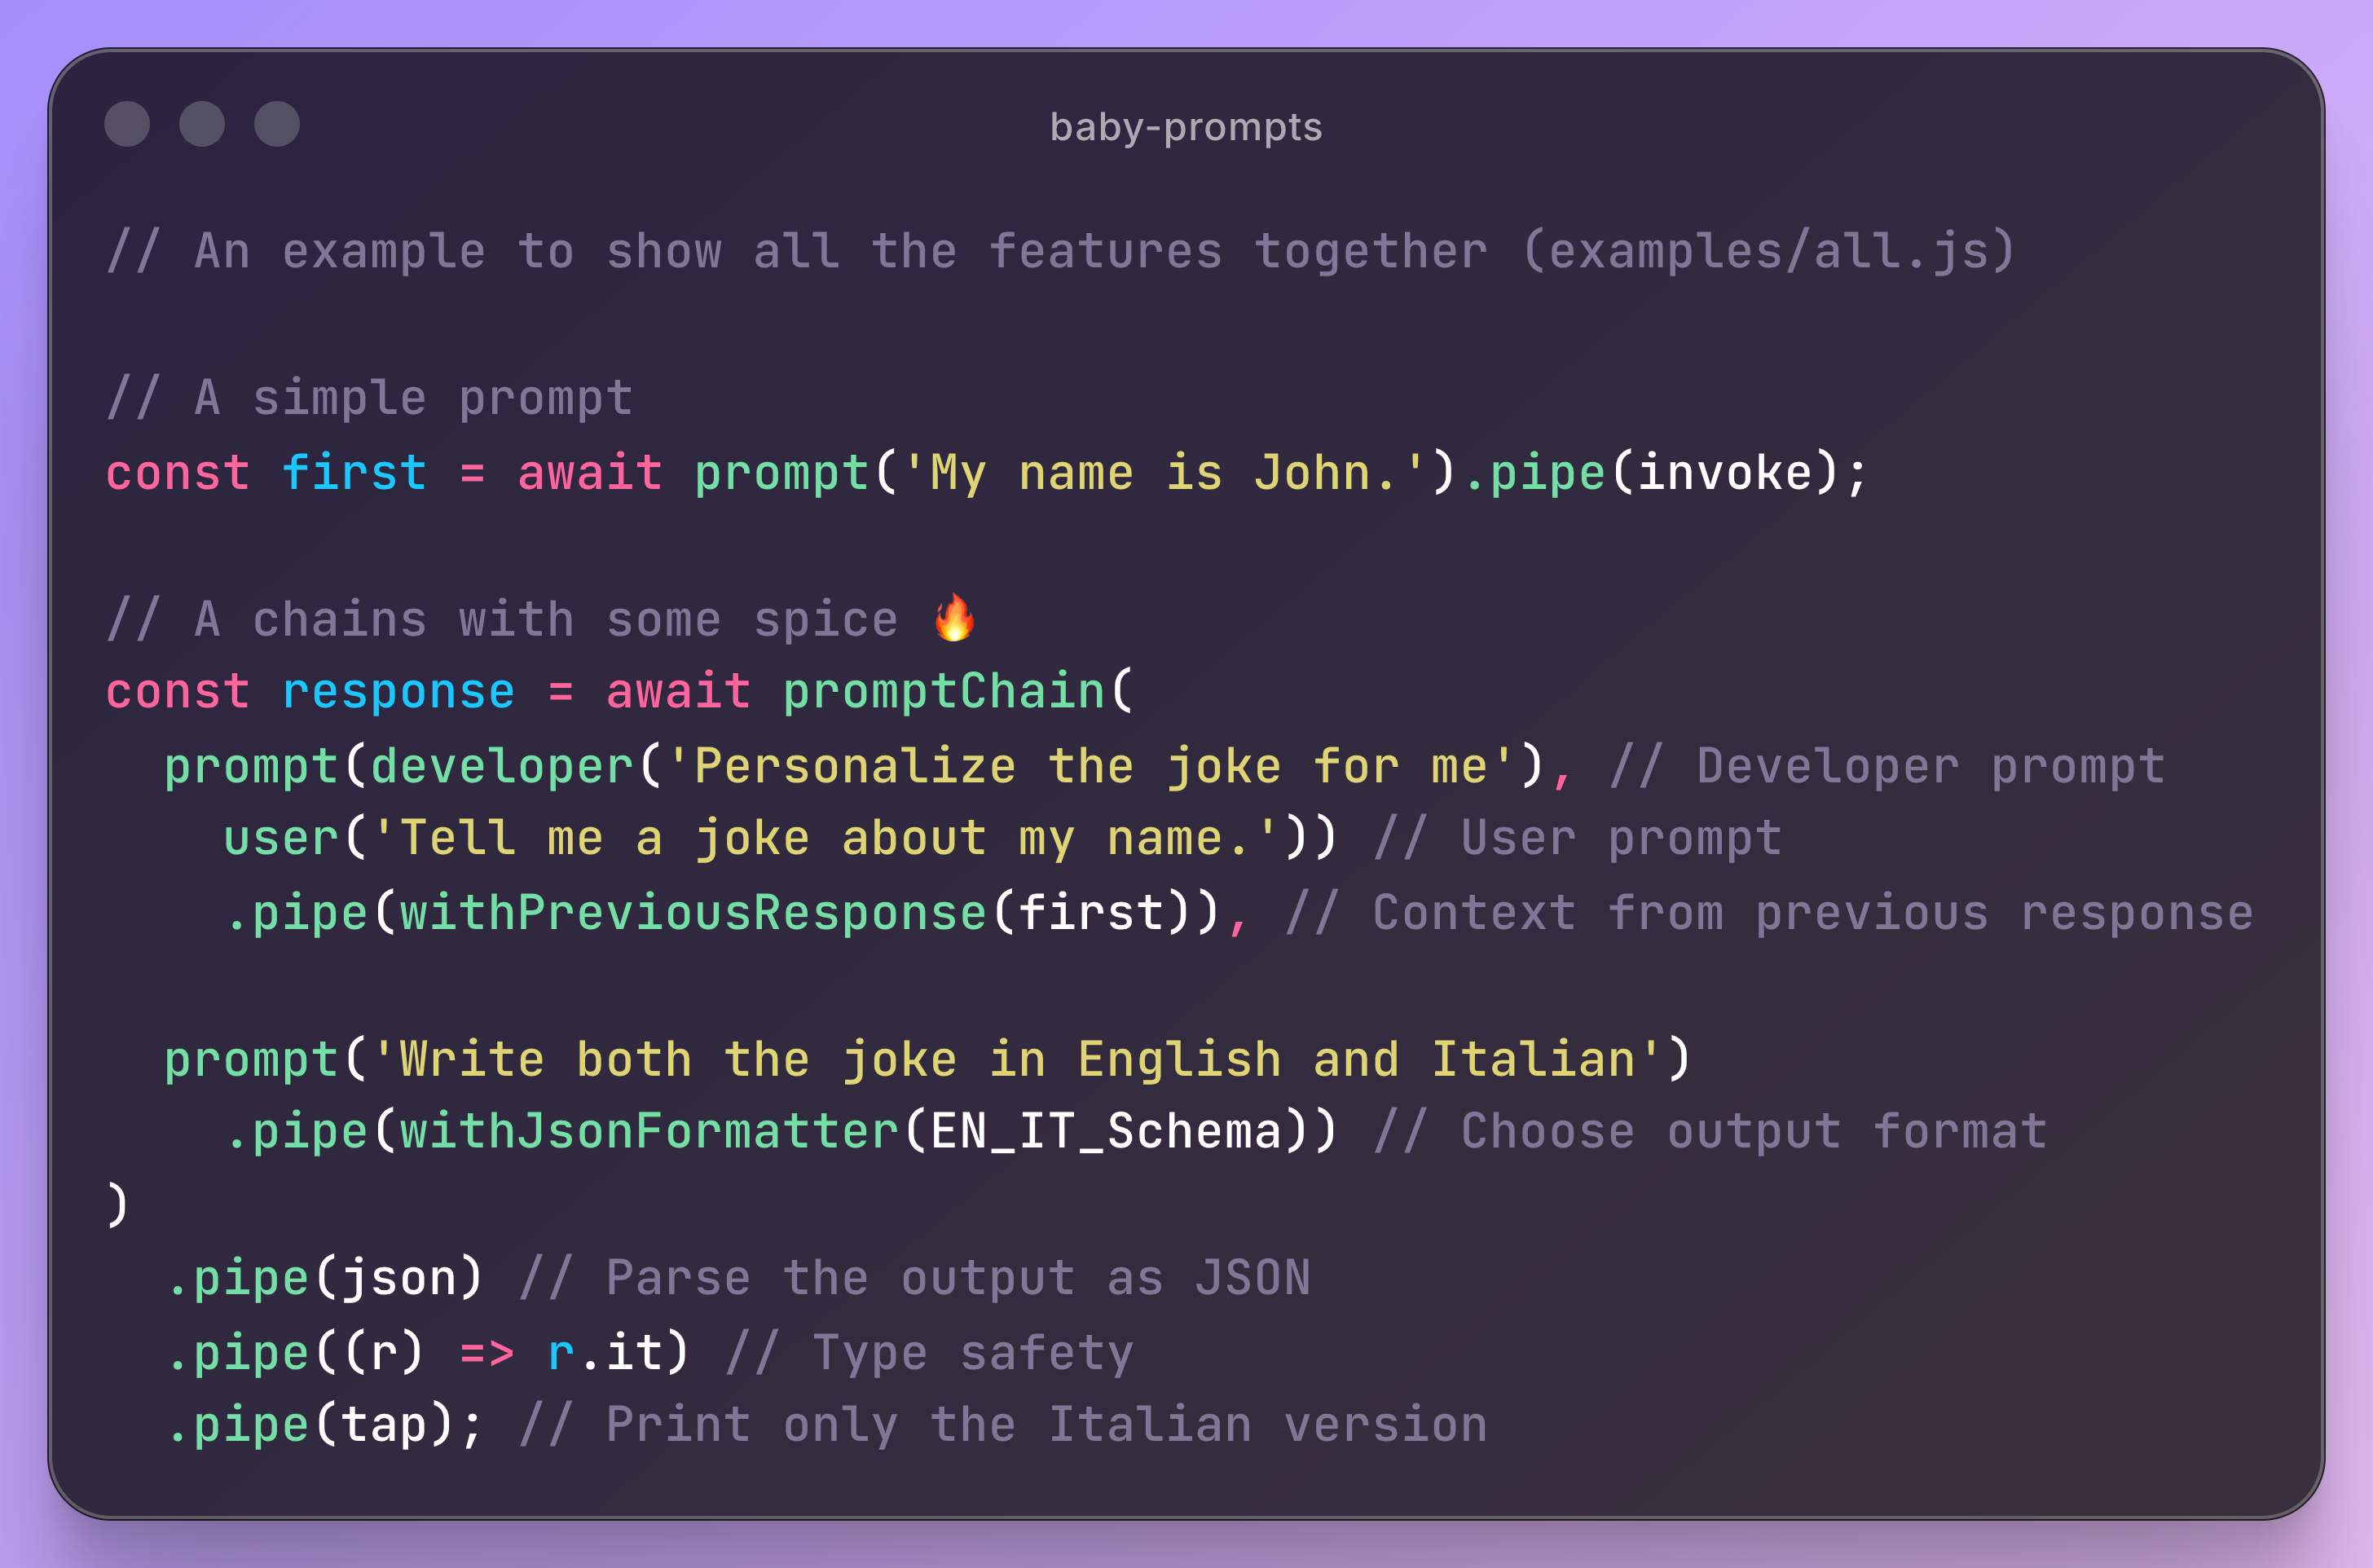 baby-prompts
// An example to show all the features together (examples/all.js)
// A simple prompt
const first = await prompt('My name is John.').pipe(invoke);
// A chains with some spice 🔥
const response = await promptChain(
  prompt(developer('Personalize the joke for me'), // Developer prompt
    user('Tell me a joke about my name.')) // User prompt
    .pipe(withPreviousResponse(first)), // Context from previous response
  prompt('Write both the joke in English and Italian')
    .pipe(withJsonFormatter(EN_IT_Schema)) // Choose output format
)
  .pipe(json) // Parse the output as JSON
  .pipe((r) => r.it) // Type safety
  .pipe(tap); // Print only the Italian version